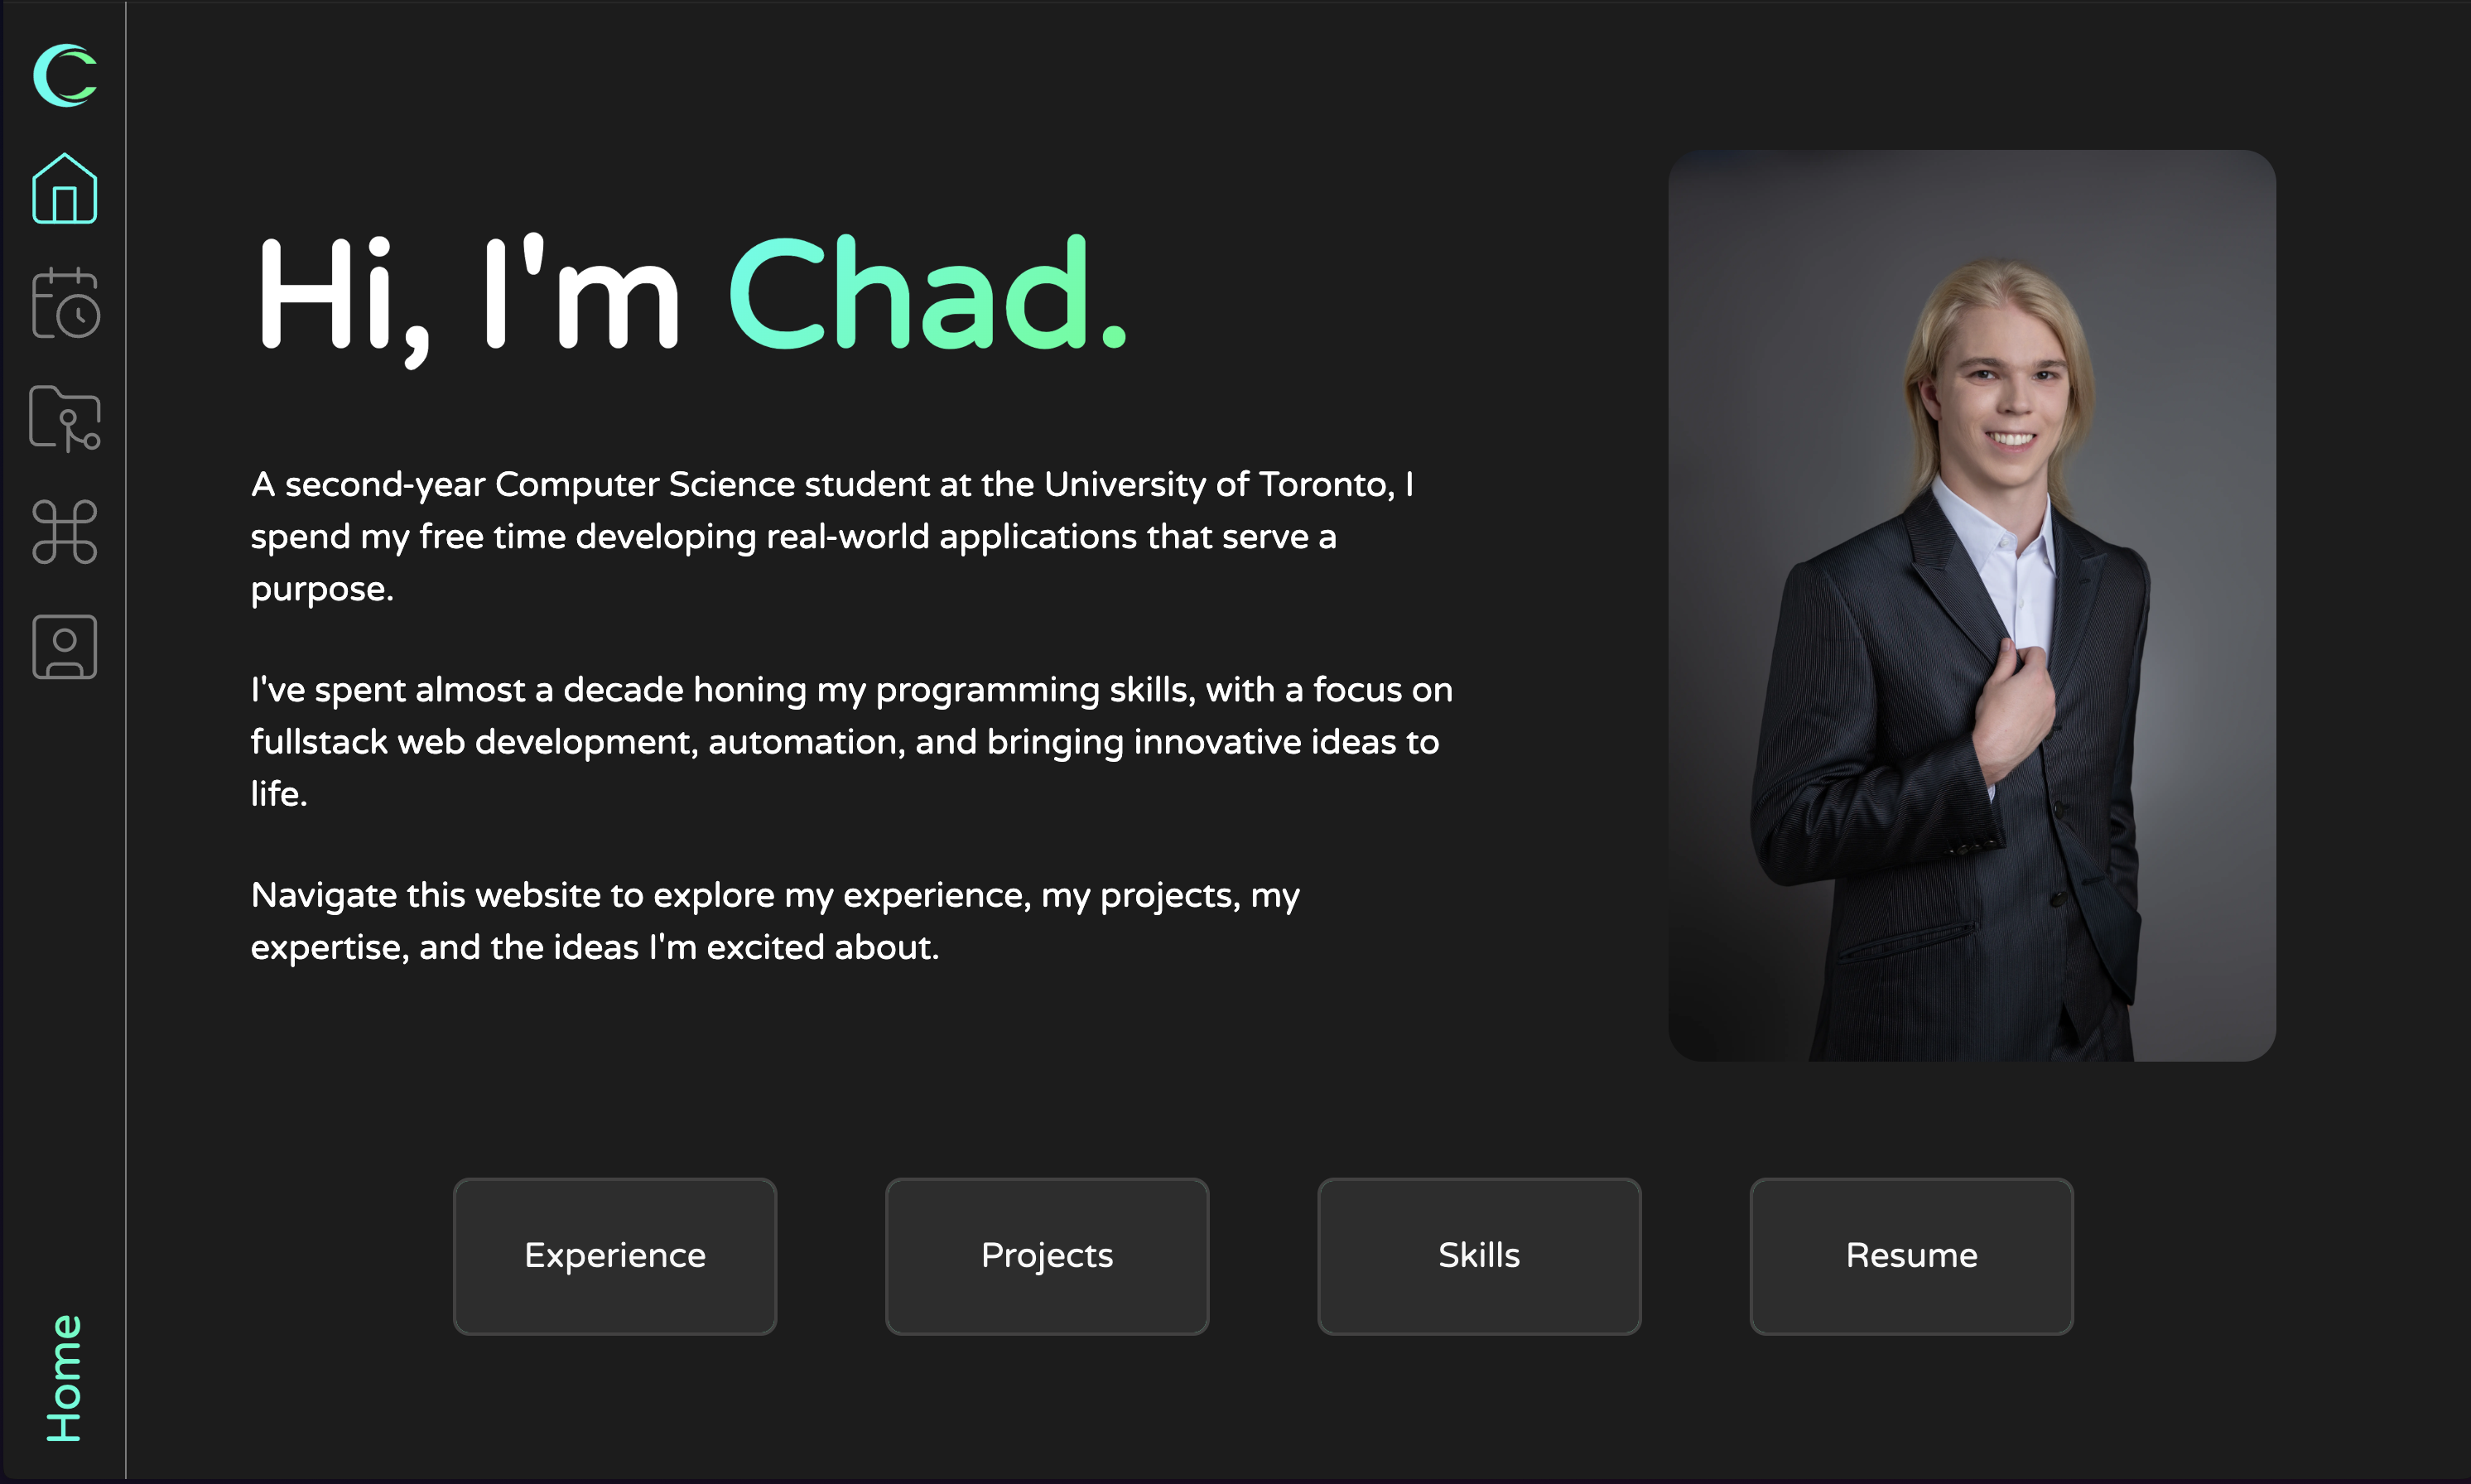 Hi, I'm Chad.
A second-year Computer Science student at the University of Toronto, I
spend my free time developing real-world applications that serve a
purpose.
I've spent almost a decade honing my programming skills, with a focus on
fullstack web development, automation, and bringing innovative ideas to
life.
Navigate this website to explore my experience, my projects, my
expertise, and the ideas I'm excited about.
Experience
Projects
Skills
Resume
Home